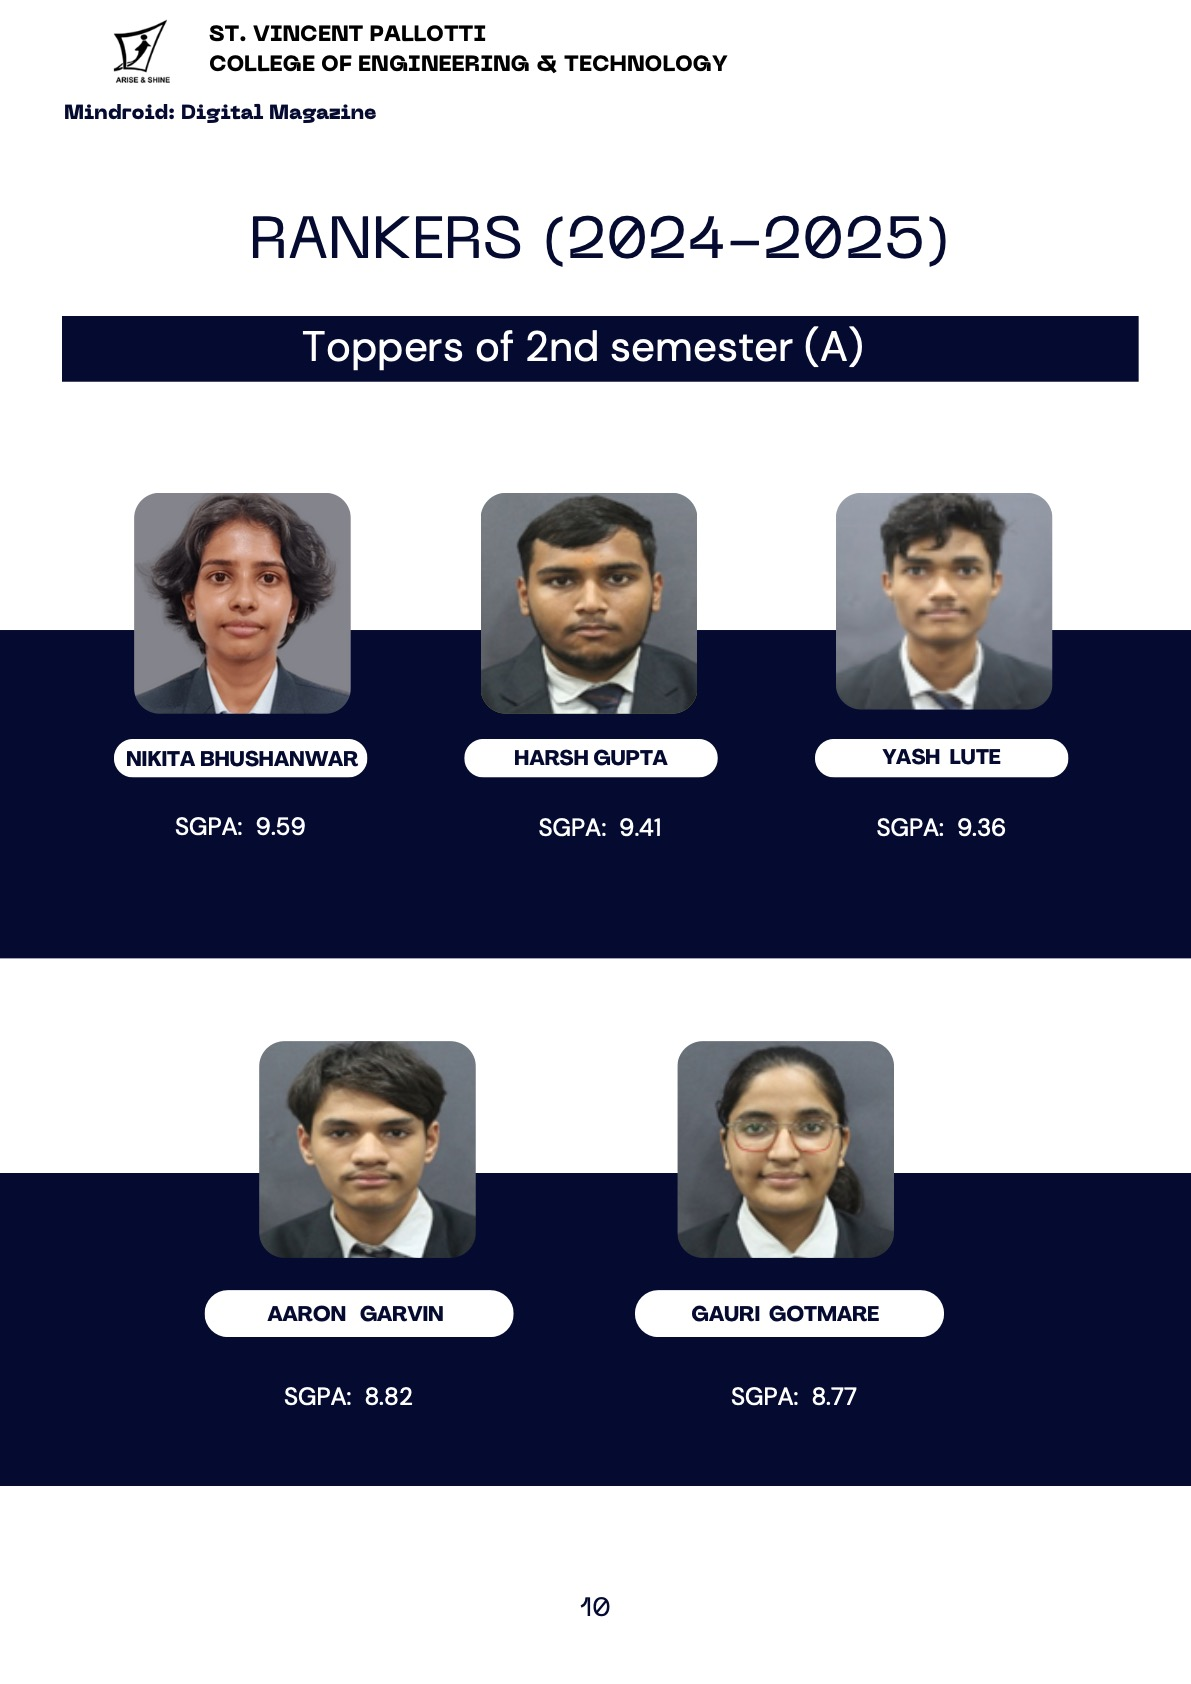 ST. VINCENT PALLOTTI
COLLEGE OF ENGINEERING & TECHNOLOGY
ARISE & SHINE
Mindroid: Digital Magazine
RANKERS (2024-2025)
Toppers of 2nd semester (A)
NIKITA BHUSHANWAR
HARSH GUPTA
YASH LUTE
SGPA: 9.59
SGPA: 9.41
SGPA: 9.36
AARON GARVIN
GAURI GOTMARE
SGPA: 8.82
SGPA: 8.77
10